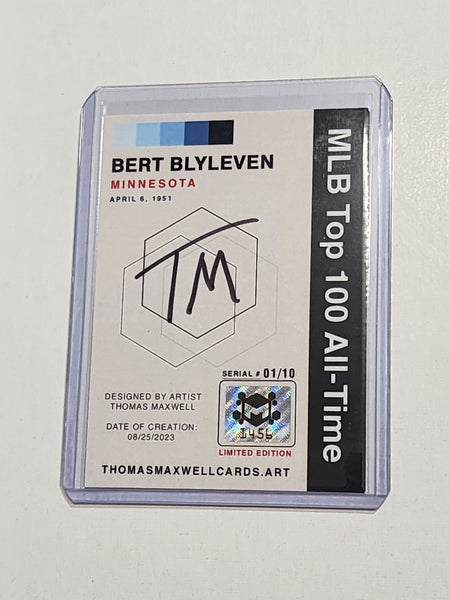 BERT BLYLEVEN
MINNESOTA
APRIL 6, 1951
TM
SERIAL # 01/10
1456
LIMITED EDITION
DESIGNED BY ARTIST
THOMAS MAXWELL
DATE OF CREATION:
08/25/2023
THOMASMAXWELLCARDS.ART
MLB Top 100 All-Time